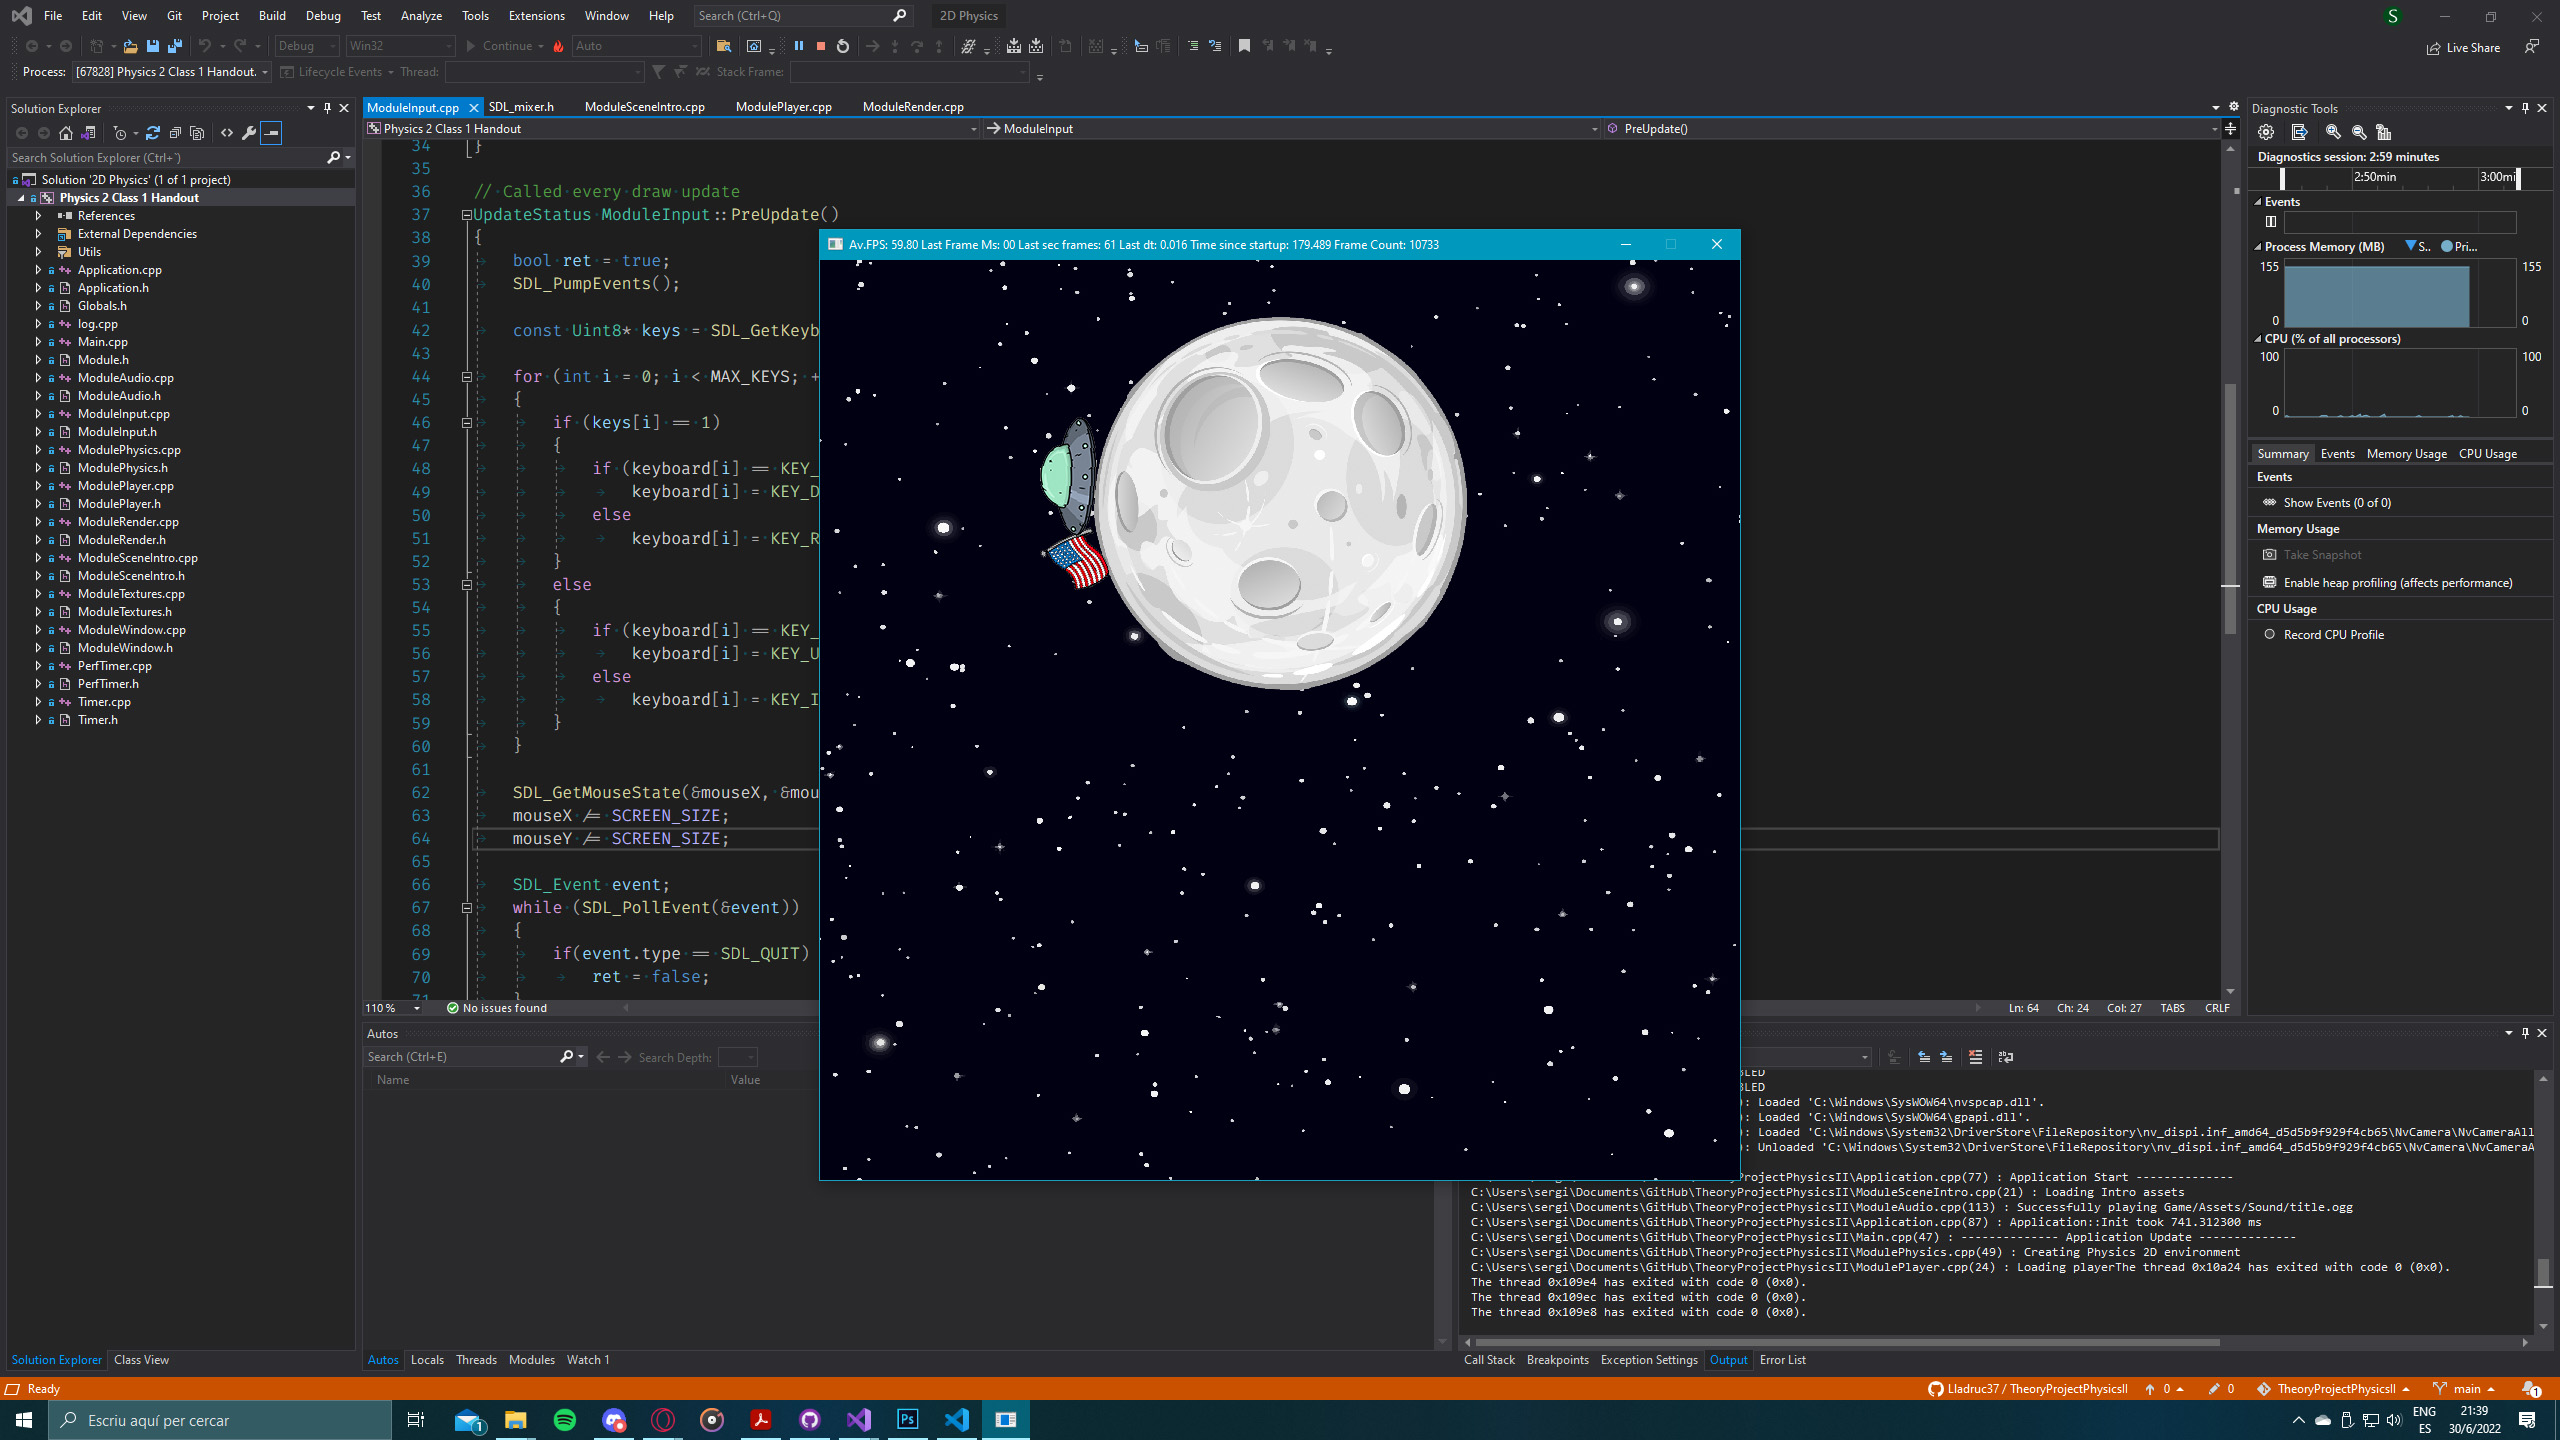 File Edit View Git Project Build Debug Test Analyze Tools Extensions Window Help Search (Ctrl+Q) 2D Physics S
Debug Win32 Continue Auto Live Share
Process: [67828] Physics 2 Class 1 Handout. Lifecycle Events Thread: Stack Frame:
Solution Explorer
Search Solution Explorer (Ctrl+`)
Solution '2D Physics' (1 of 1 project)
Physics 2 Class 1 Handout
References
External Dependencies
Utils
Application.cpp
Application.h
Globals.h
log.cpp
Main.cpp
Module.h
ModuleAudio.cpp
ModuleAudio.h
ModuleInput.cpp
ModuleInput.h
ModulePhysics.cpp
ModulePhysics.h
ModulePlayer.cpp
ModulePlayer.h
ModuleRender.cpp
ModuleRender.h
ModuleSceneIntro.cpp
ModuleSceneIntro.h
ModuleTextures.cpp
ModuleTextures.h
ModuleWindow.cpp
ModuleWindow.h
PerfTimer.cpp
PerfTimer.h
Timer.cpp
Timer.h
Solution Explorer Class View
ModuleInput.cpp SDL_mixer.h ModuleSceneIntro.cpp ModulePlayer.cpp ModuleRender.cpp
Physics 2 Class 1 Handout ModuleInput PreUpdate()
34 }
35
36 // Called every draw update
37 UpdateStatus ModuleInput::PreUpdate()
38 {
39 bool ret = true;
40 SDL_PumpEvents();
41
42 const Uint8* keys = SDL_GetKeyb
43
44 for (int i = 0; i < MAX_KEYS; +
45 {
46 if (keys[i] == 1)
47 {
48 if (keyboard[i] == KEY_
49 keyboard[i] = KEY_D
50 else
51 keyboard[i] = KEY_R
52 }
53 else
54 {
55 if (keyboard[i] == KEY_
56 keyboard[i] = KEY_U
57 else
58 keyboard[i] = KEY_I
59 }
60 }
61
62 SDL_GetMouseState(&mouseX, &mou
63 mouseX /= SCREEN_SIZE;
64 mouseY /= SCREEN_SIZE;
65
66 SDL_Event event;
67 while (SDL_PollEvent(&event))
68 {
69 if(event.type == SDL_QUIT)
70 ret = false;
71 }
110 % No issues found Ln: 64 Ch: 24 Col: 27 TABS CRLF
Av.FPS: 59.80 Last Frame Ms: 00 Last sec frames: 61 Last dt: 0.016 Time since startup: 179.489 Frame Count: 10733
Diagnostic Tools
Diagnostics session: 2:59 minutes
2:50min 3:00mi
Events
Process Memory (MB) S.. Pri...
155 155
0 0
CPU (% of all processors)
100 100
0 0
Summary Events Memory Usage CPU Usage
Events
Show Events (0 of 0)
Memory Usage
Take Snapshot
Enable heap profiling (affects performance)
CPU Usage
Record CPU Profile
Autos
Search (Ctrl+E) Search Depth:
Name Value
Autos Locals Threads Modules Watch 1
BLED
BLED
): Loaded 'C:\Windows\SysWOW64\nvspcap.dll'.
): Loaded 'C:\Windows\SysWOW64\gpapi.dll'.
): Loaded 'C:\Windows\System32\DriverStore\FileRepository\nv_dispi.inf_amd64_d5d5b9f929f4cb65\NvCamera\NvCameraAll
): Unloaded 'C:\Windows\System32\DriverStore\FileRepository\nv_dispi.inf_amd64_d5d5b9f929f4cb65\NvCamera\NvCameraA
ProjectPhysicsII\Application.cpp(77) : Application Start --------------
C:\Users\sergi\Documents\GitHub\TheoryProjectPhysicsII\ModuleSceneIntro.cpp(21) : Loading Intro assets
C:\Users\sergi\Documents\GitHub\TheoryProjectPhysicsII\ModuleAudio.cpp(113) : Successfully playing Game/Assets/Sound/title.ogg
C:\Users\sergi\Documents\GitHub\TheoryProjectPhysicsII\Application.cpp(87) : Application::Init took 741.312300 ms
C:\Users\sergi\Documents\GitHub\TheoryProjectPhysicsII\Main.cpp(47) : -------------- Application Update --------------
C:\Users\sergi\Documents\GitHub\TheoryProjectPhysicsII\ModulePhysics.cpp(49) : Creating Physics 2D environment
C:\Users\sergi\Documents\GitHub\TheoryProjectPhysicsII\ModulePlayer.cpp(24) : Loading playerThe thread 0x10a24 has exited with code 0 (0x0).
The thread 0x109e4 has exited with code 0 (0x0).
The thread 0x109ec has exited with code 0 (0x0).
The thread 0x109e8 has exited with code 0 (0x0).
Call Stack Breakpoints Exception Settings Output Error List
Ready Lladruc37 / TheoryProjectPhysicsII 0 0 TheoryProjectPhysicsII main 1
Escriu aquí per cercar 1 Ps ENG 21:39
ES 30/6/2022